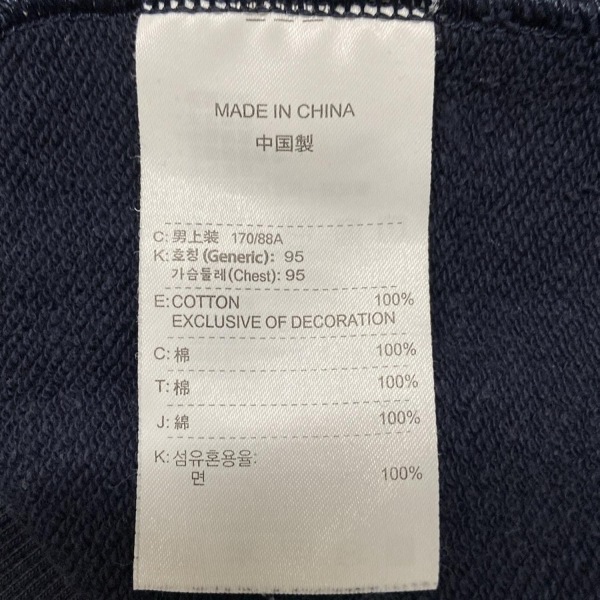 MADE IN CHINA
中国製
C: 男上裝 170/88A
K: 호칭 (Generic): 95
가슴둘레(Chest): 95
E: COTTON 100%
EXCLUSIVE OF DECORATION
C: 棉 100%
T: 棉 100%
J: 綿 100%
K: 섬유혼용율:
면 100%